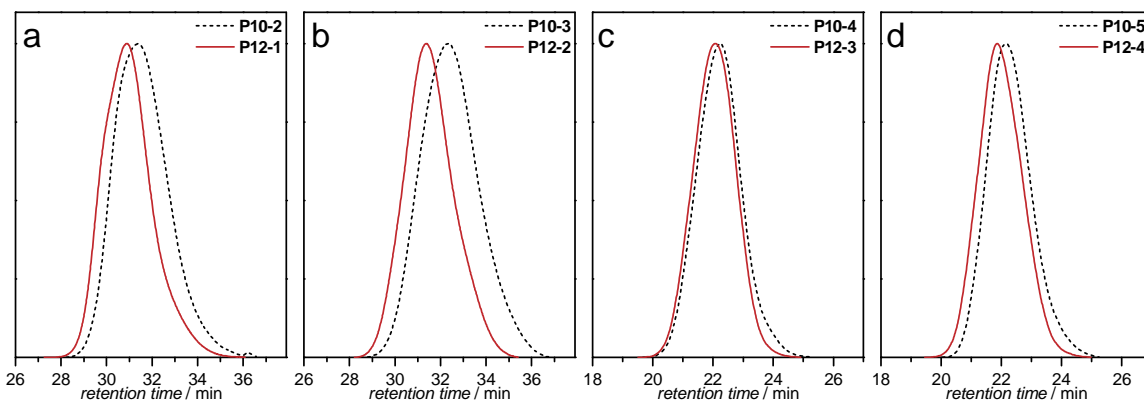 a
P10-2
P12-1
26 28 30 32 34 36
retention time / min
b
P10-3
P12-2
26 28 30 32 34 36
retention time / min
c
P10-4
P12-3
18 20 22 24 26
retention time / min
d
P10-5
P12-4
18 20 22 24 26
retention time / min